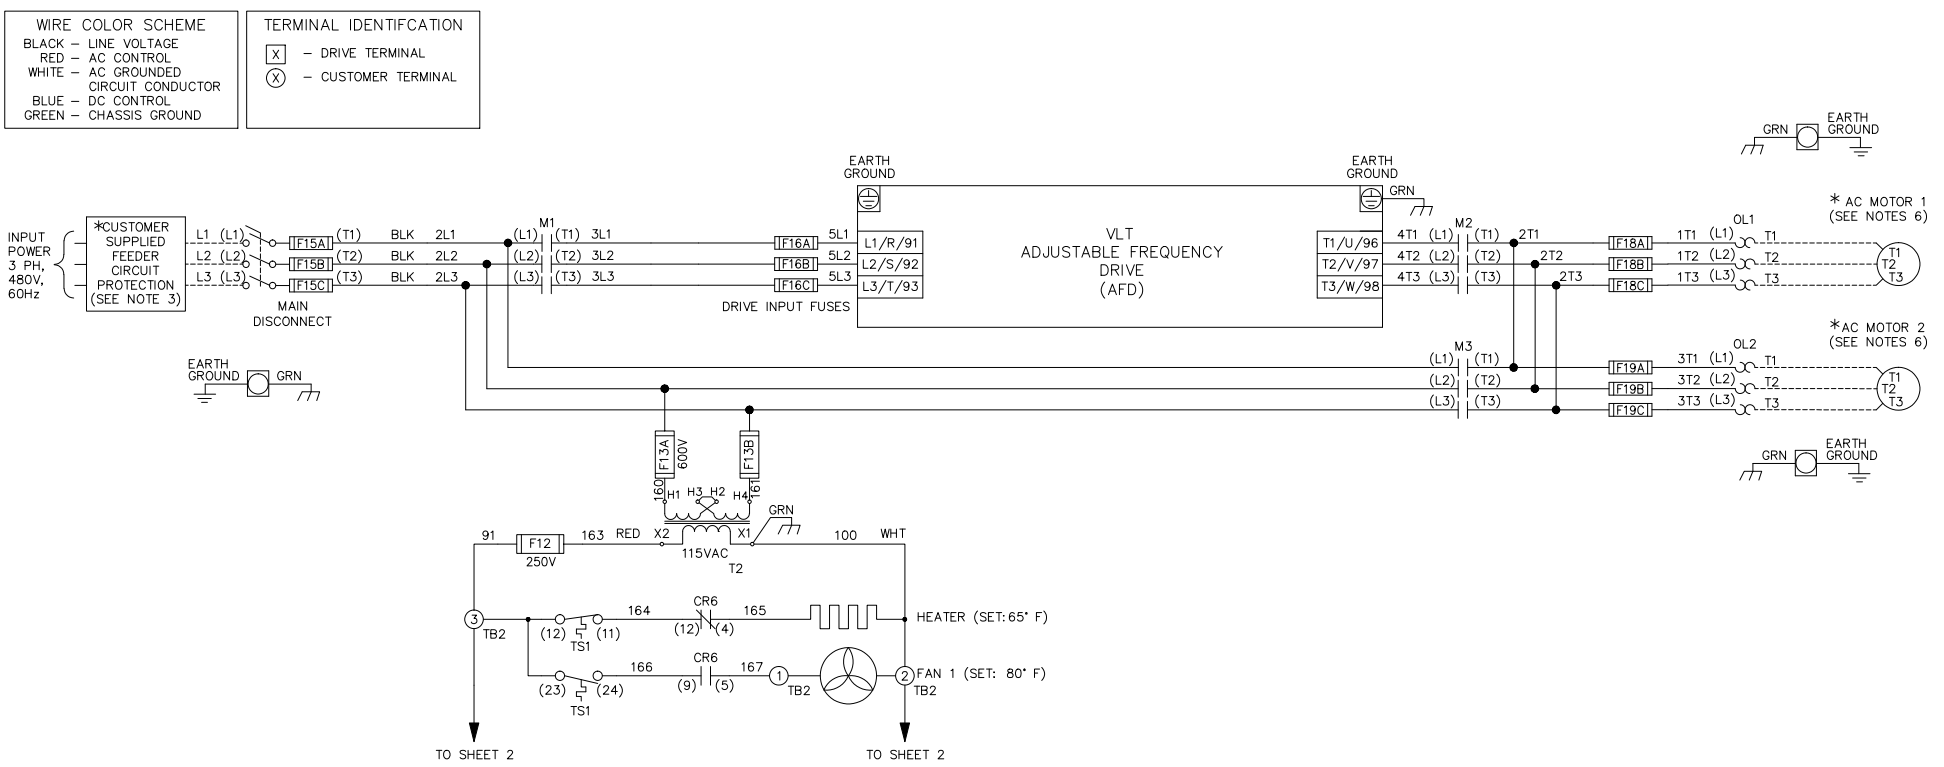 WIRE COLOR SCHEME
BLACK – LINE VOLTAGE
RED – AC CONTROL
WHITE – AC GROUNDED
CIRCUIT CONDUCTOR
BLUE – DC CONTROL
GREEN – CHASSIS GROUND
TERMINAL IDENTIFCATION
X – DRIVE TERMINAL
X – CUSTOMER TERMINAL
GRN
EARTH
GROUND
EARTH
GROUND
EARTH
GROUND
GRN
INPUT
POWER
3 PH,
480V,
60Hz
*CUSTOMER
SUPPLIED
FEEDER
CIRCUIT
PROTECTION
(SEE NOTE 3)
L1 (L1) F15A (T1) BLK 2L1 (L1) M1 (T1) 3L1 F16A 5L1 L1/R/91
L2 (L2) F15B (T2) BLK 2L2 (L2) (T2) 3L2 F16B 5L2 L2/S/92
L3 (L3) F15C (T3) BLK 2L3 (L3) (T3) 3L3 F16C 5L3 L3/T/93
MAIN
DISCONNECT
DRIVE INPUT FUSES
VLT
ADJUSTABLE FREQUENCY
DRIVE
(AFD)
* AC MOTOR 1
(SEE NOTES 6)
M2
OL1
T1/U/96 4T1 (L1) (T1) 2T1 F18A 1T1 (L1) T1
T2/V/97 4T2 (L2) (T2) 2T2 F18B 1T2 (L2) T2
T3/W/98 4T3 (L3) (T3) 2T3 F18C 1T3 (L3) T3
T1
T2
T3
*AC MOTOR 2
(SEE NOTES 6)
M3
OL2
(L1) (T1) F19A 3T1 (L1) T1
(L2) (T2) F19B 3T2 (L2) T2
(L3) (T3) F19C 3T3 (L3) T3
T1
T2
T3
EARTH
GROUND
GRN
GRN
EARTH
GROUND
F13A
600V
F13B
160
161
H1 H3 H2 H4
GRN
91 F12 163 RED X2 X1 100 WHT
250V
115VAC
T2
3
TB2
(12) (11)
TS1
164
CR6
(12) (4)
165
HEATER (SET:65° F)
(23) (24)
TS1
166
CR6
(9) (5)
167
1
TB2
2
TB2
FAN 1 (SET: 80° F)
TO SHEET 2
TO SHEET 2